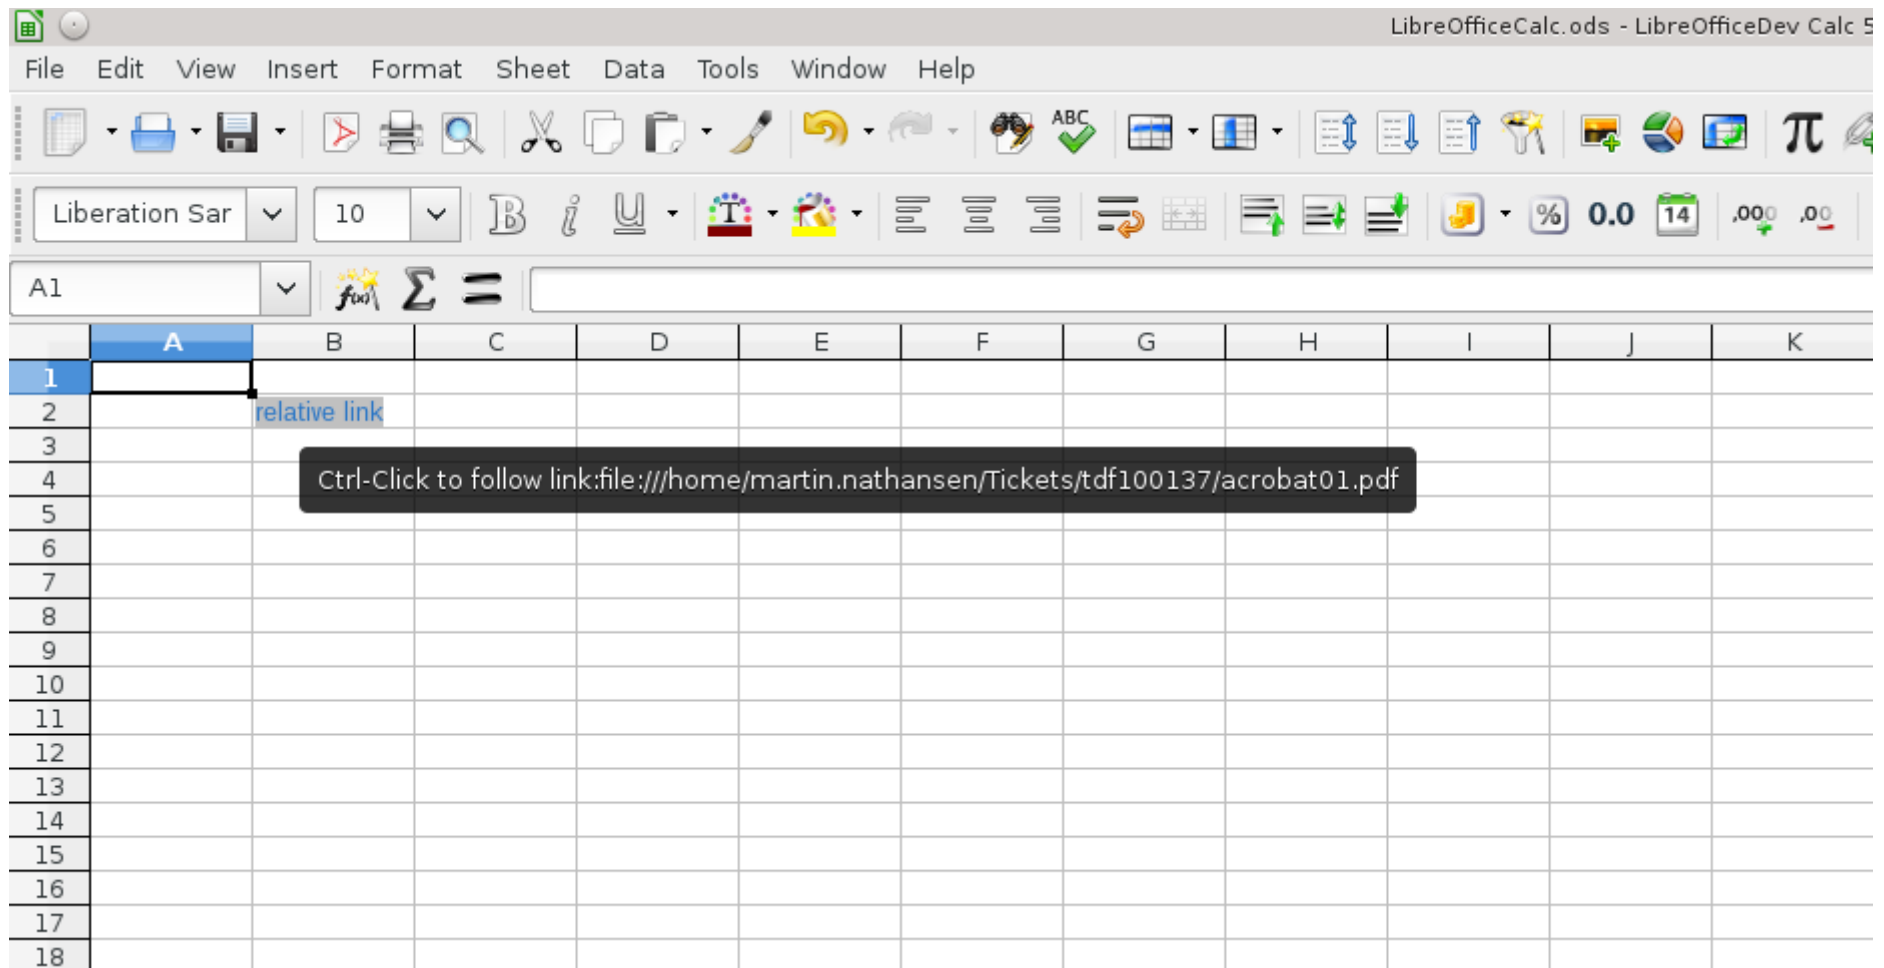 LibreOfficeCalc.ods - LibreOfficeDev Calc 5
File Edit View Insert Format Sheet Data Tools Window Help
ABC
Liberation Sar 10 % 0.0 14 ,000 ,00
A1 f(x) Σ =
A B C D E F G H I J K
1
2 relative link
3
4 Ctrl-Click to follow link:file:///home/martin.nathansen/Tickets/tdf100137/acrobat01.pdf
5
6
7
8
9
10
11
12
13
14
15
16
17
18